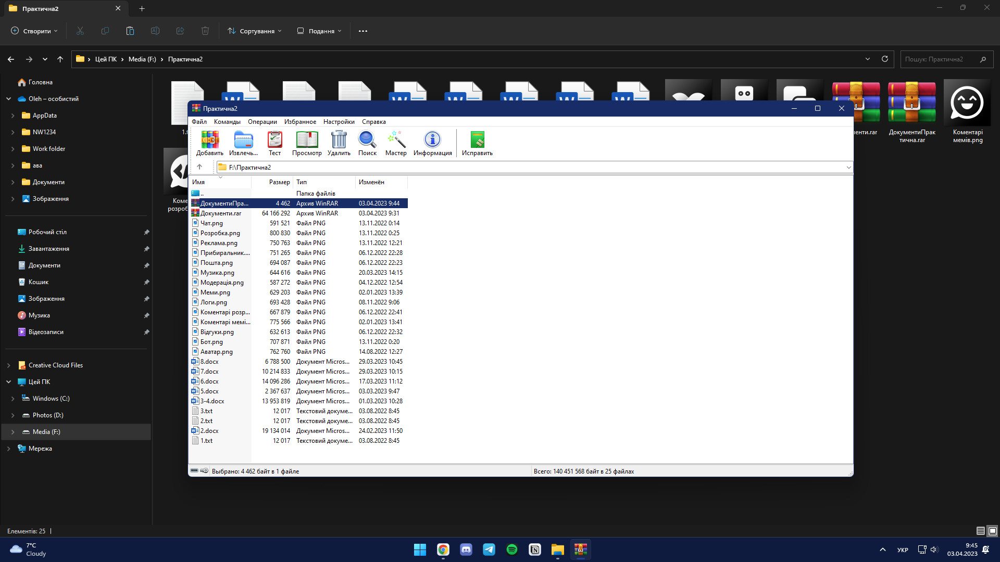 Практична2
Створити
Сортування
Подання
Цей ПК
Media (F:)
Практична2
Пошук: Практична2
Головна
Oleh – особистий
AppData
NW1234
Work folder
ава
Документи
Зображення
Робочий стіл
Завантаження
Документи
Кошик
Зображення
Музика
Відеозаписи
Creative Cloud Files
Цей ПК
Windows (C:)
Photos (D:)
Media (F:)
Мережа
ДокументиПрак
тична.rar
Коментарі
мемів.png
Практична2
Файл Команды Операции Избранное Настройки Справка
Добавить Извлечь... Тест Просмотр Удалить Поиск Мастер Информация Исправить
F:\Практична2
Имя Размер Тип Изменён
.. Папка файлів
ДокументиПра... 4 462 Архив WinRAR 03.04.2023 9:44
Документи.rar 64 166 292 Архив WinRAR 03.04.2023 9:31
Чат.png 591 521 Файл PNG 13.11.2022 0:14
Розробка.png 800 830 Файл PNG 13.11.2022 0:25
Реклама.png 750 763 Файл PNG 13.11.2022 12:21
Прибиральник.... 751 265 Файл PNG 06.12.2022 22:28
Пошта.png 694 087 Файл PNG 06.12.2022 22:23
Музика.png 644 616 Файл PNG 20.03.2023 14:15
Модерація.png 587 272 Файл PNG 04.12.2022 12:54
Меми.png 629 203 Файл PNG 02.01.2023 13:39
Логи.png 693 428 Файл PNG 08.11.2022 9:06
Коментарі розр... 667 879 Файл PNG 06.12.2022 22:41
Коментарі мемі... 775 566 Файл PNG 02.01.2023 13:41
Відгуки.png 632 613 Файл PNG 06.12.2022 22:32
Бот.png 707 871 Файл PNG 13.11.2022 0:20
Аватар.png 762 760 Файл PNG 14.08.2022 12:27
8.docx 6 788 500 Документ Micros... 29.03.2023 10:45
7.docx 10 214 833 Документ Micros... 29.03.2023 10:15
6.docx 14 096 286 Документ Micros... 17.03.2023 11:12
5.docx 2 367 637 Документ Micros... 03.03.2023 9:47
3-4.docx 13 953 819 Документ Micros... 01.03.2023 10:28
3.txt 12 017 Текстовий докуме... 03.08.2022 8:45
2.txt 12 017 Текстовий докуме... 03.08.2022 8:45
2.docx 19 134 014 Документ Micros... 24.02.2023 11:50
1.txt 12 017 Текстовий докуме... 03.08.2022 8:45
Выбрано: 4 462 байт в 1 файле
Всего: 140 451 568 байт в 25 файлах
Елементів: 25
7°C
Cloudy
УКР
9:45
03.04.2023